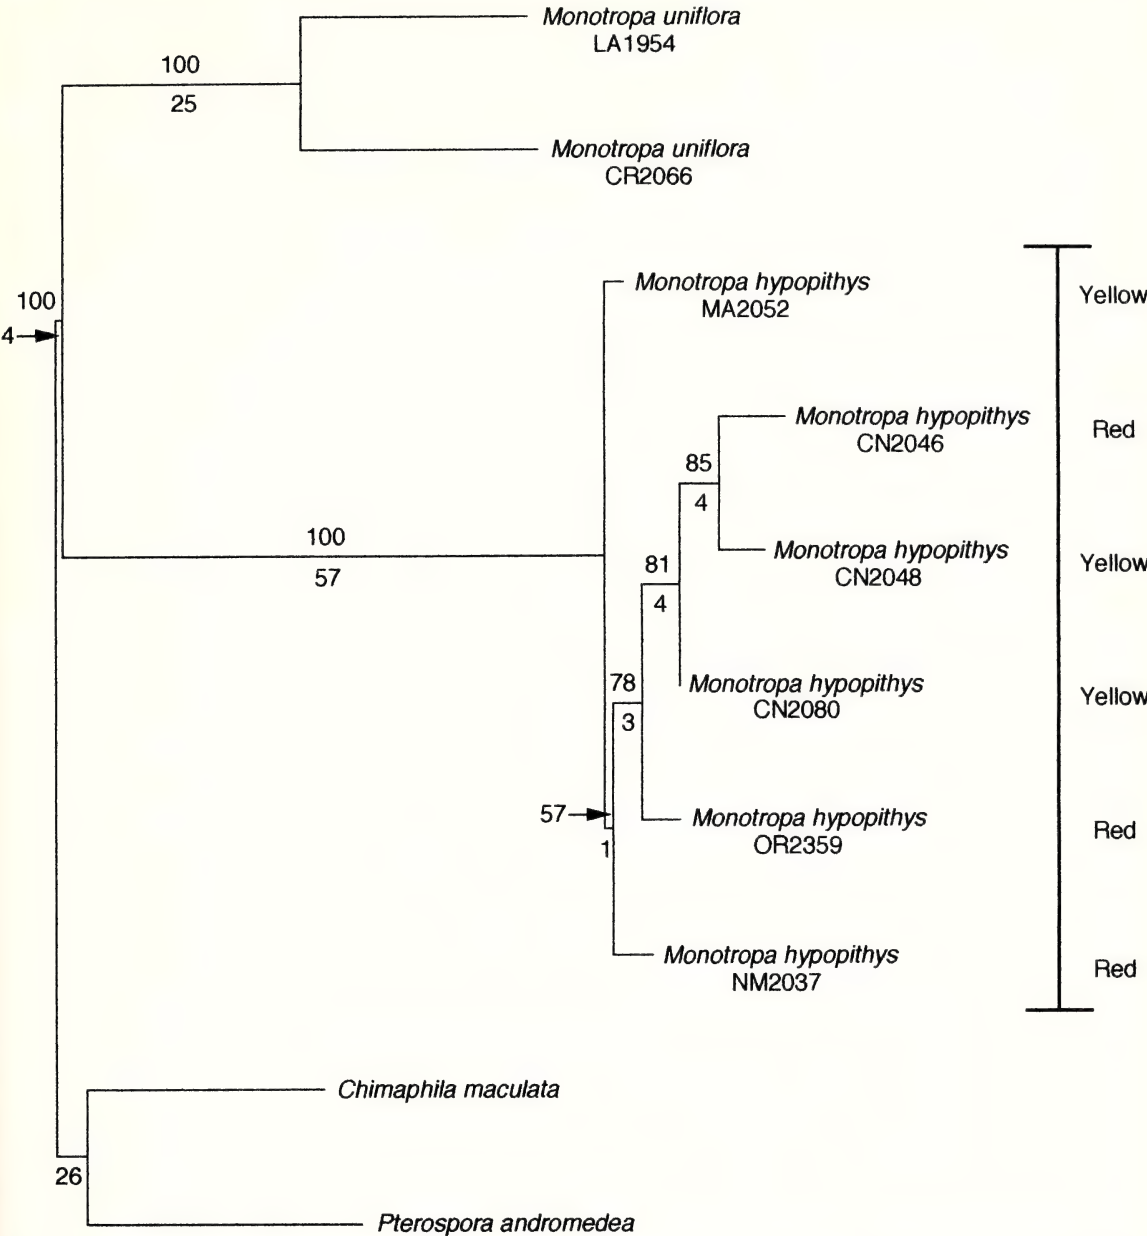 Monotropa uniflora
LA1954
100
25
Monotropa uniflora
CR2066
100
4
Monotropa hypopithys
MA2052
Yellow
Monotropa hypopithys
CN2046
Red
85
4
100
57
Monotropa hypopithys
CN2048
Yellow
81
4
Monotropa hypopithys
CN2080
Yellow
78
3
57
1
Monotropa hypopithys
OR2359
Red
Monotropa hypopithys
NM2037
Red
Chimaphila maculata
26
Pterospora andromedea